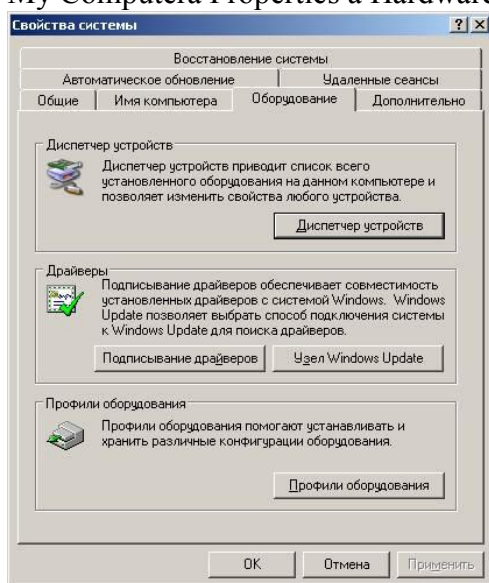 My Computerа Properties а Hardware
Свойства системы
Восстановление системы
Автоматическое обновление Удаленные сеансы
Общие Имя компьютера Оборудование Дополнительно
Диспетчер устройств
Диспетчер устройств приводит список всего
установленного оборудования на данном компьютере и
позволяет изменить свойства любого устройства.
Диспетчер устройств
Драйверы
Подписывание драйверов обеспечивает совместимость
установленных драйверов с системой Windows. Windows
Update позволяет выбрать способ подключения системы
к Windows Update для поиска драйверов.
Подписывание драйверов Узел Windows Update
Профили оборудования
Профили оборудования помогают устанавливать и
хранить различные конфигурации оборудования.
Профили оборудования
OK Отмена Применить